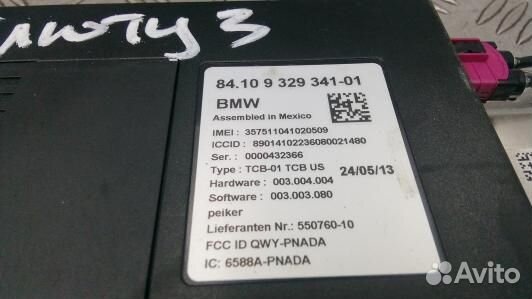 3
84.10 9 329 341-01
BMW
Assembled in Mexico
IMEI : 357511041020509
ICCID : 89014102236080021480
Ser. : 0000432366
Type : TCB-01 TCB US 24/05/13
Hardware : 003.004.004
Software : 003.003.080
peiker
Lieferanten Nr.: 550760-10
FCC ID QWY-PNADA
IC: 6588A-PNADA
Avito